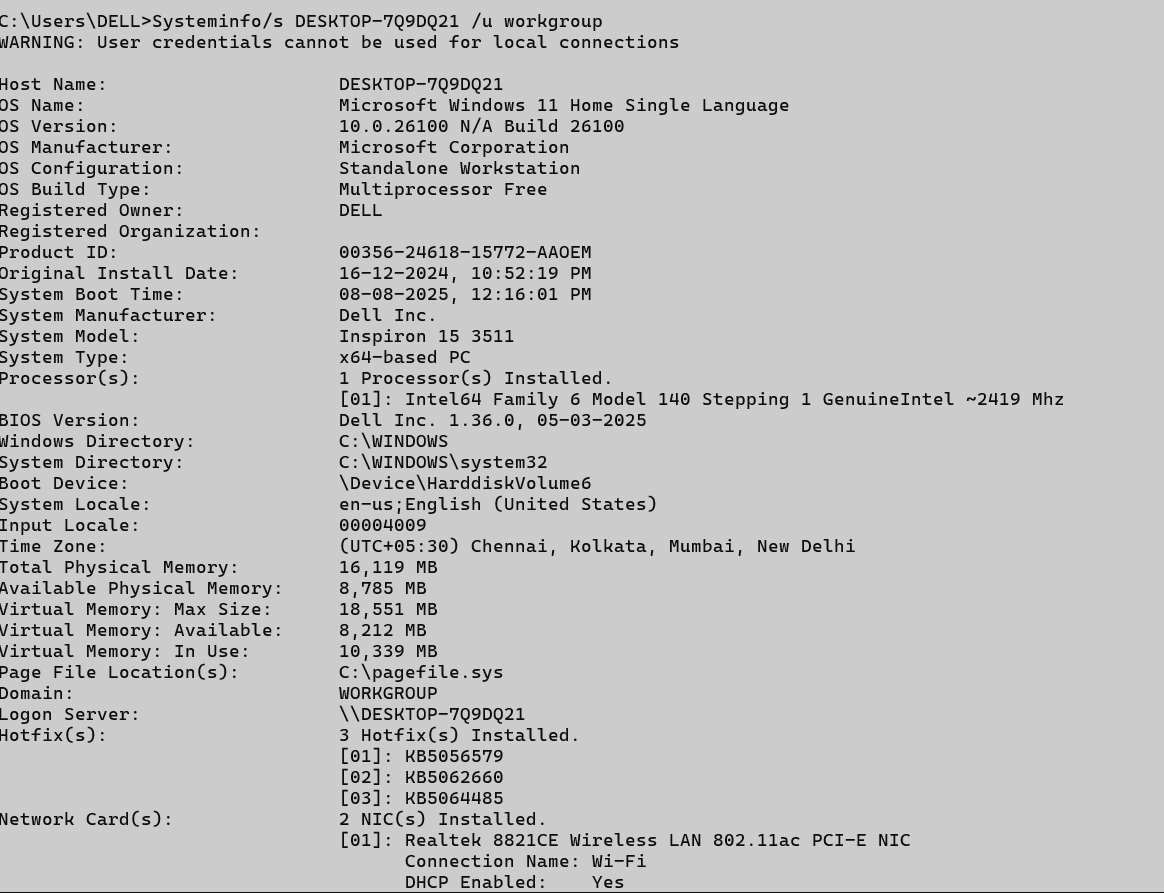 C:\Users\DELL>Systeminfo/s DESKTOP-7Q9DQ21 /u workgroup
WARNING: User credentials cannot be used for local connections
Host Name: DESKTOP-7Q9DQ21
OS Name: Microsoft Windows 11 Home Single Language
OS Version: 10.0.26100 N/A Build 26100
OS Manufacturer: Microsoft Corporation
OS Configuration: Standalone Workstation
OS Build Type: Multiprocessor Free
Registered Owner: DELL
Registered Organization:
Product ID: 00356-24618-15772-AAOEM
Original Install Date: 16-12-2024, 10:52:19 PM
System Boot Time: 08-08-2025, 12:16:01 PM
System Manufacturer: Dell Inc.
System Model: Inspiron 15 3511
System Type: x64-based PC
Processor(s): 1 Processor(s) Installed.
[01]: Intel64 Family 6 Model 140 Stepping 1 GenuineIntel ~2419 Mhz
BIOS Version: Dell Inc. 1.36.0, 05-03-2025
Windows Directory: C:\WINDOWS
System Directory: C:\WINDOWS\system32
Boot Device: \Device\HarddiskVolume6
System Locale: en-us;English (United States)
Input Locale: 00004009
Time Zone: (UTC+05:30) Chennai, Kolkata, Mumbai, New Delhi
Total Physical Memory: 16,119 MB
Available Physical Memory: 8,785 MB
Virtual Memory: Max Size: 18,551 MB
Virtual Memory: Available: 8,212 MB
Virtual Memory: In Use: 10,339 MB
Page File Location(s): C:\pagefile.sys
Domain: WORKGROUP
Logon Server: \\DESKTOP-7Q9DQ21
Hotfix(s): 3 Hotfix(s) Installed.
[01]: KB5056579
[02]: KB5062660
[03]: KB5064485
Network Card(s): 2 NIC(s) Installed.
[01]: Realtek 8821CE Wireless LAN 802.11ac PCI-E NIC
Connection Name: Wi-Fi
DHCP Enabled: Yes